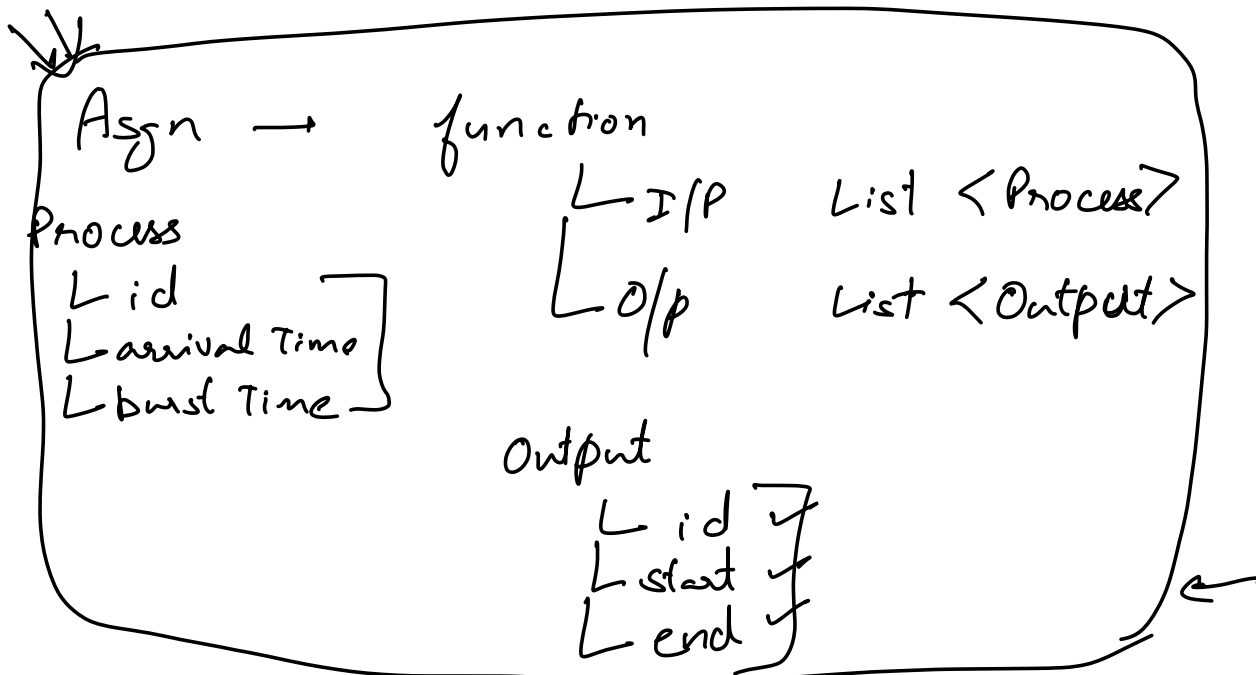 Asgn → function
I/P List <Process>
Process
id
O/p List <Output>
arrival Time
burst Time
Output
id ✓
start ✓
end ✓